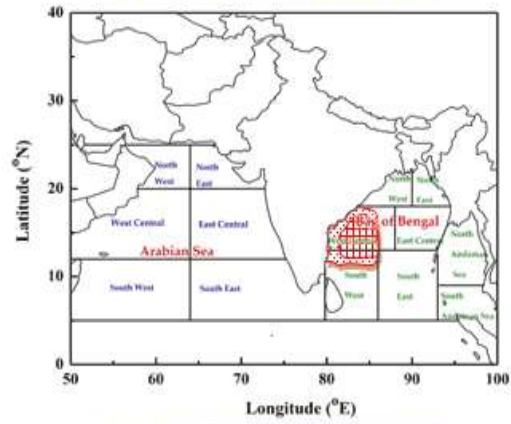 40
30
20
10
0
Latitude (°N)
North
West
North
East
West Central
East Central
Arabian Sea
South West
South East
North
West
North
East
Bay of Bengal
East Central
North
Andaman
Sea
South
West
South
East
South
Andaman Sea
50
60
70
80
90
100
Longitude (°E)